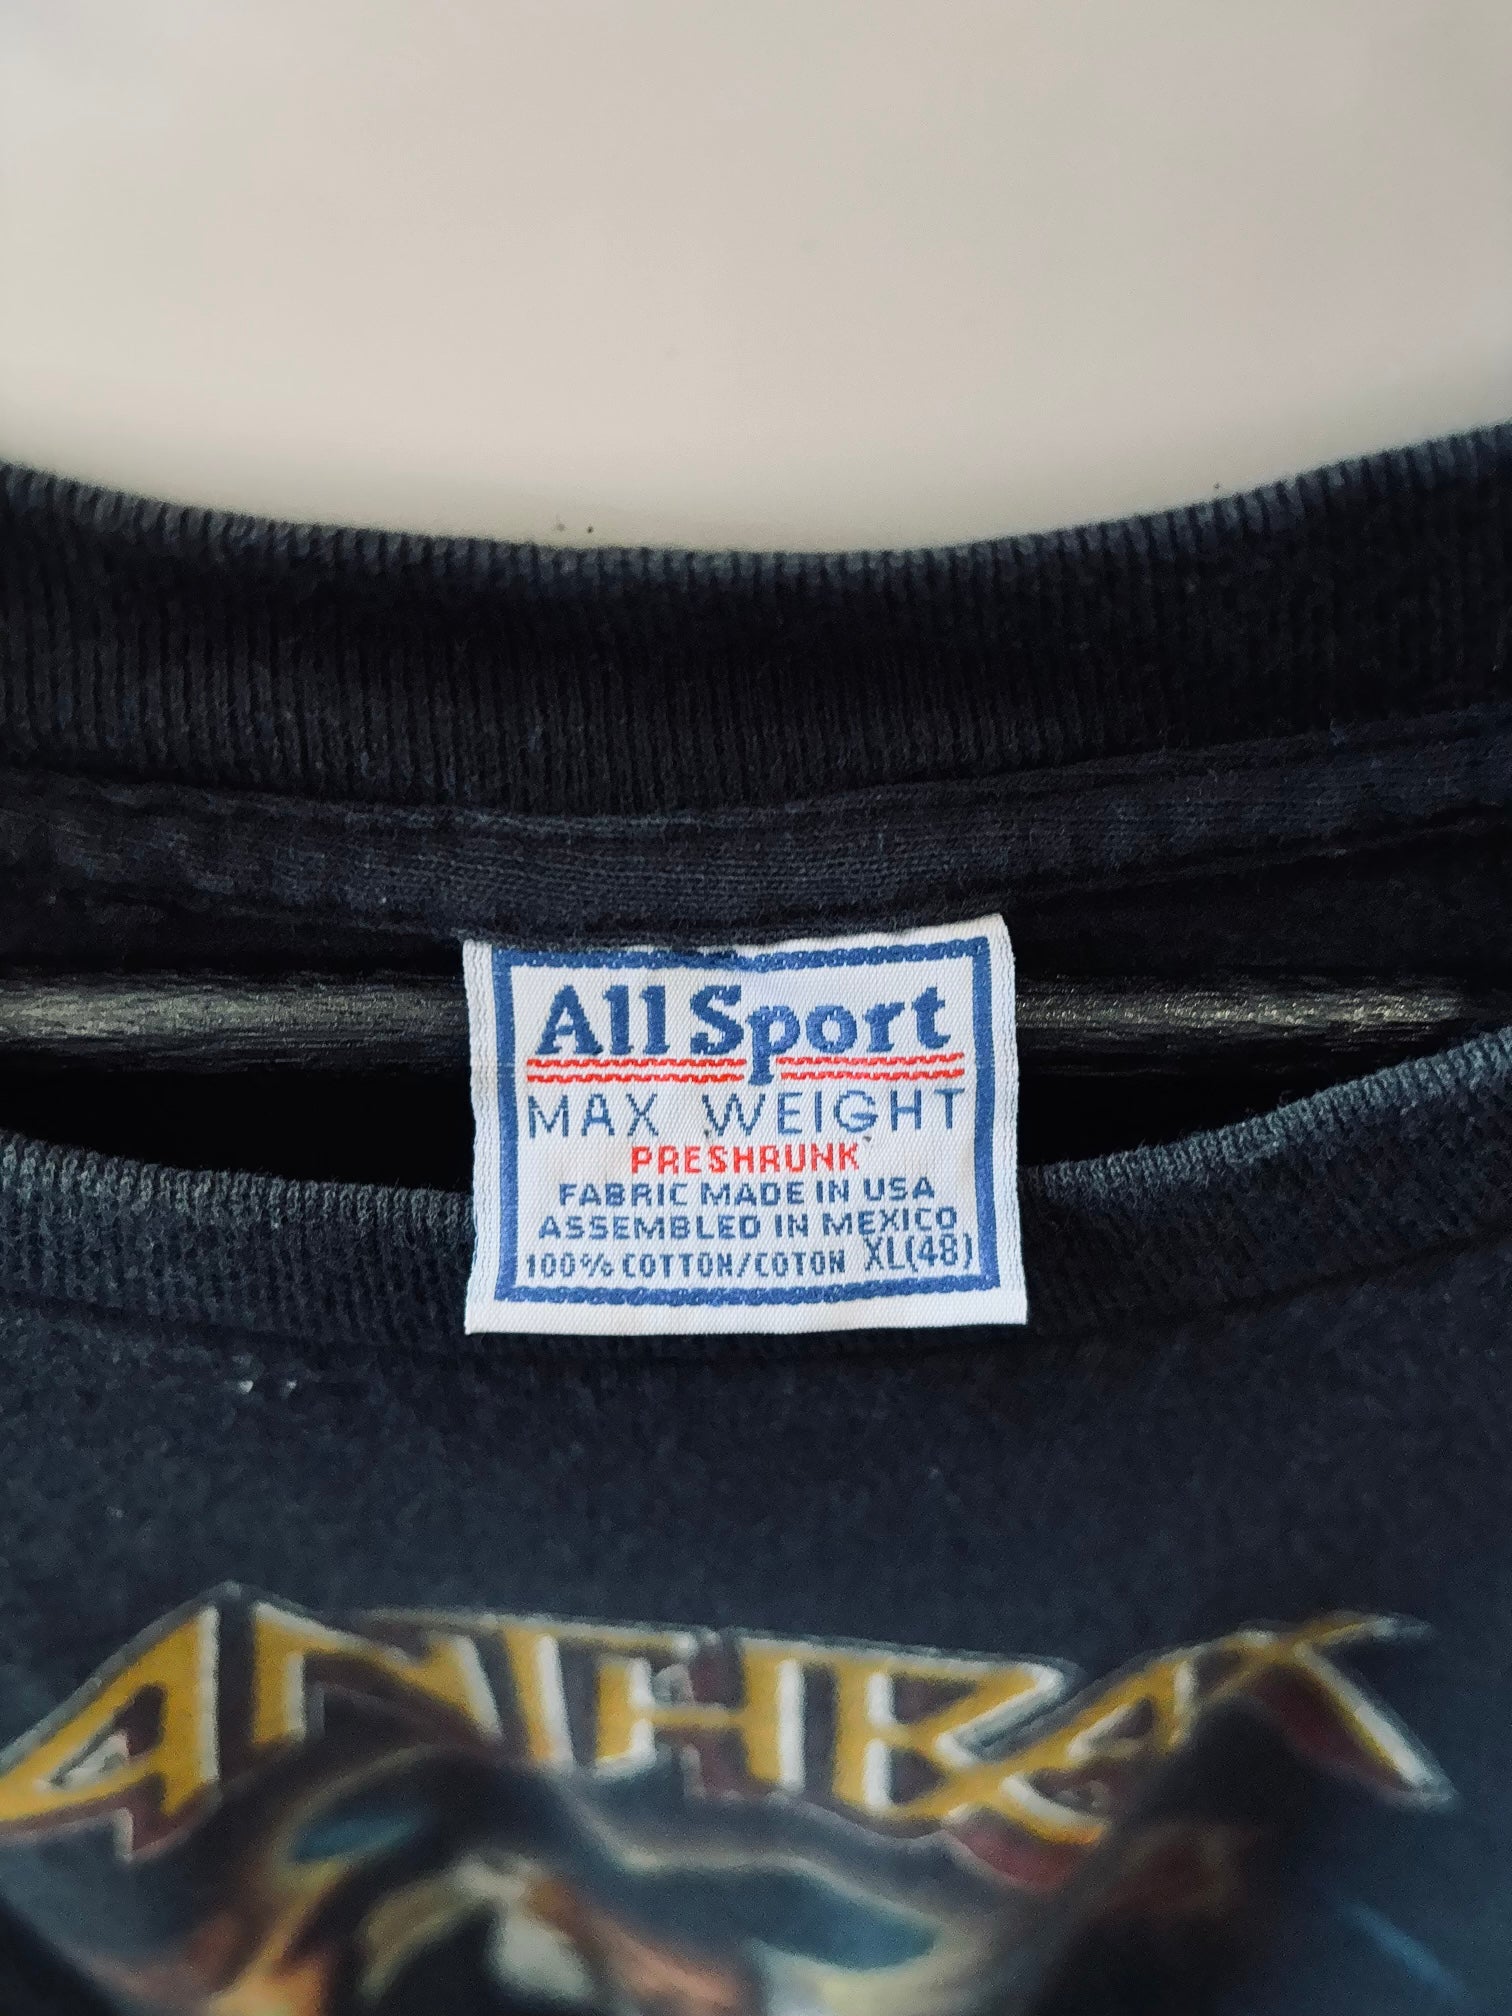 All Sport
MAX WEIGHT
PRESHRUNK
FABRIC MADE IN USA
ASSEMBLED IN MEXICO
100% COTTON/COTON XL(48)
ANTHRAX